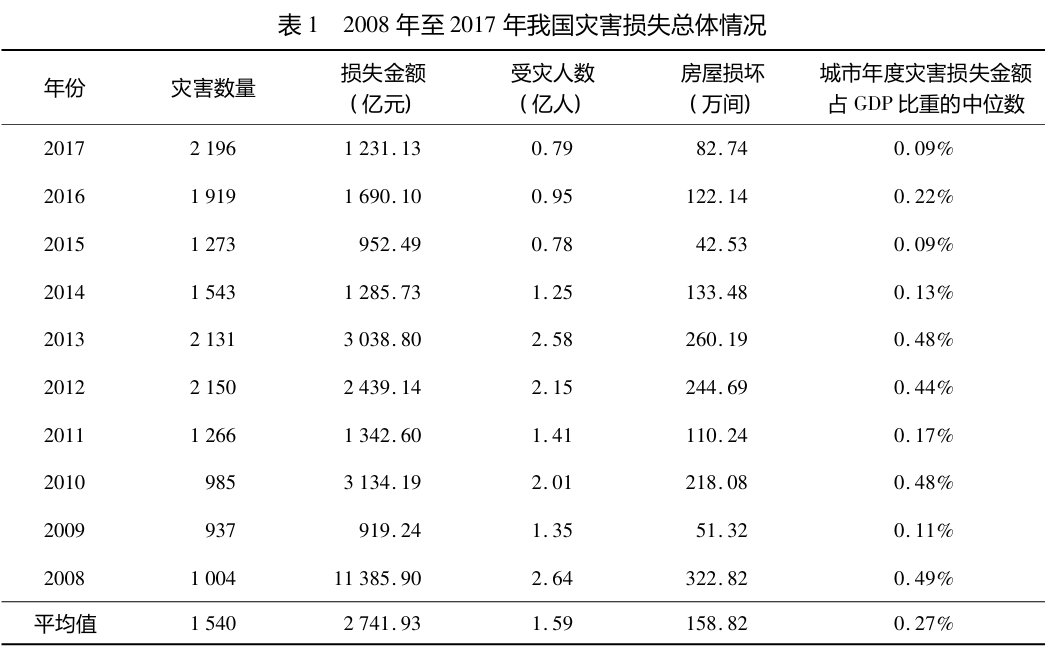 表 1 2008 年至 2017 年我国灾害损失总体情况
年份 灾害数量 损失金额（亿元） 受灾人数（亿人） 房屋损坏（万间) 城市年度灾害损失金额占 GDP 比重的中位数
2017 2 196 1 231.13 0.79 82.74 0.09%
2016 1 919 1 690.10 0.95 122.14 0.22%
2015 1 273 952.49 0.78 42.53 0.09%
2014 1 543 1 285.73 1.25 133.48 0.13%
2013 2 131 3 038.80 2.58 260.19 0.48%
2012 2 150 2 439.14 2.15 244.69 0.44%
2011 1 266 1 342.60 1.41 110.24 0.17%
2010 985 3 134.19 2.01 218.08 0.48%
2009 937 919.24 1.35 51.32 0.11%
2008 1 004 11 385.90 2.64 322.82 0.49%
平均值 1 540 2 741.93 1.59 158.82 0.27%